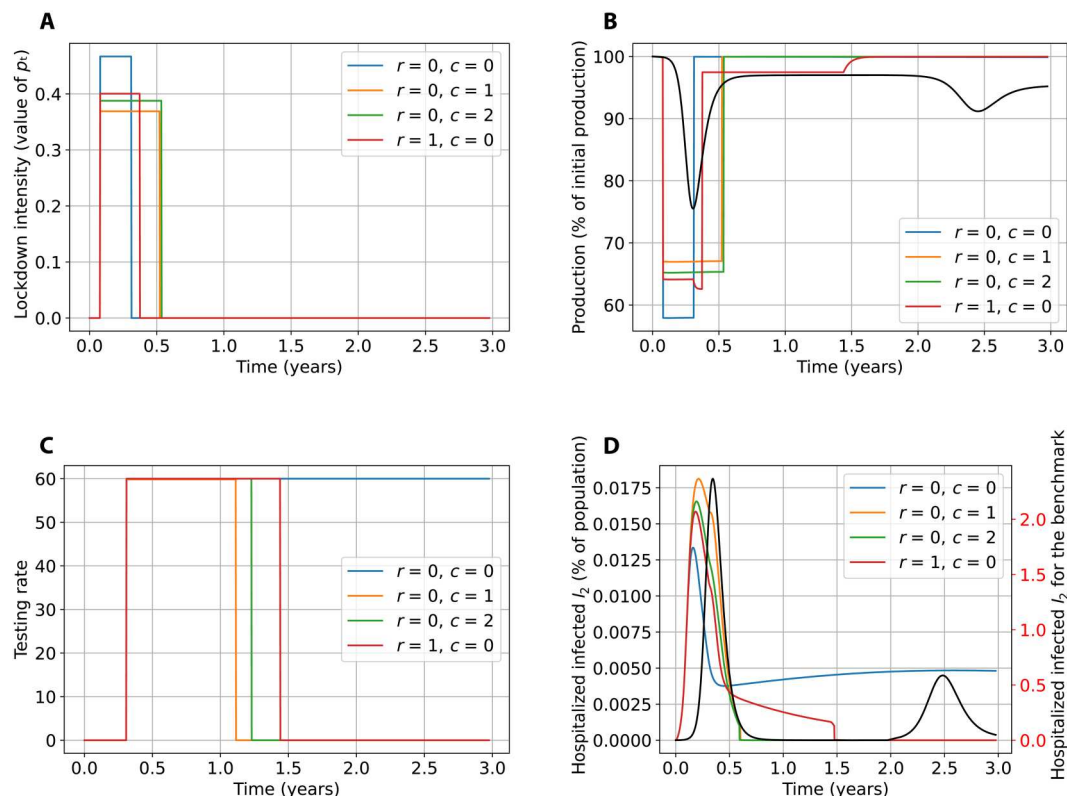 A
Lockdown intensity (value of pt)
0.4
0.3
0.2
0.1
0.0
r = 0, c = 0
r = 0, c = 1
r = 0, c = 2
r = 1, c = 0
0.0 0.5 1.0 1.5 2.0 2.5 3.0
Time (years)
B
Production (% of initial production)
100
90
80
70
60
r = 0, c = 0
r = 0, c = 1
r = 0, c = 2
r = 1, c = 0
0.0 0.5 1.0 1.5 2.0 2.5 3.0
Time (years)
C
Testing rate
60
50
40
30
20
10
0
r = 0, c = 0
r = 0, c = 1
r = 0, c = 2
r = 1, c = 0
0.0 0.5 1.0 1.5 2.0 2.5 3.0
Time (years)
D
Hospitalized infected I2 (% of population)
0.0175
0.0150
0.0125
0.0100
0.0075
0.0050
0.0025
0.0000
r = 0, c = 0
r = 0, c = 1
r = 0, c = 2
r = 1, c = 0
2.0
1.5
1.0
0.5
0.0
Hospitalized infected I2 for the benchmark
0.0 0.5 1.0 1.5 2.0 2.5 3.0
Time (years)